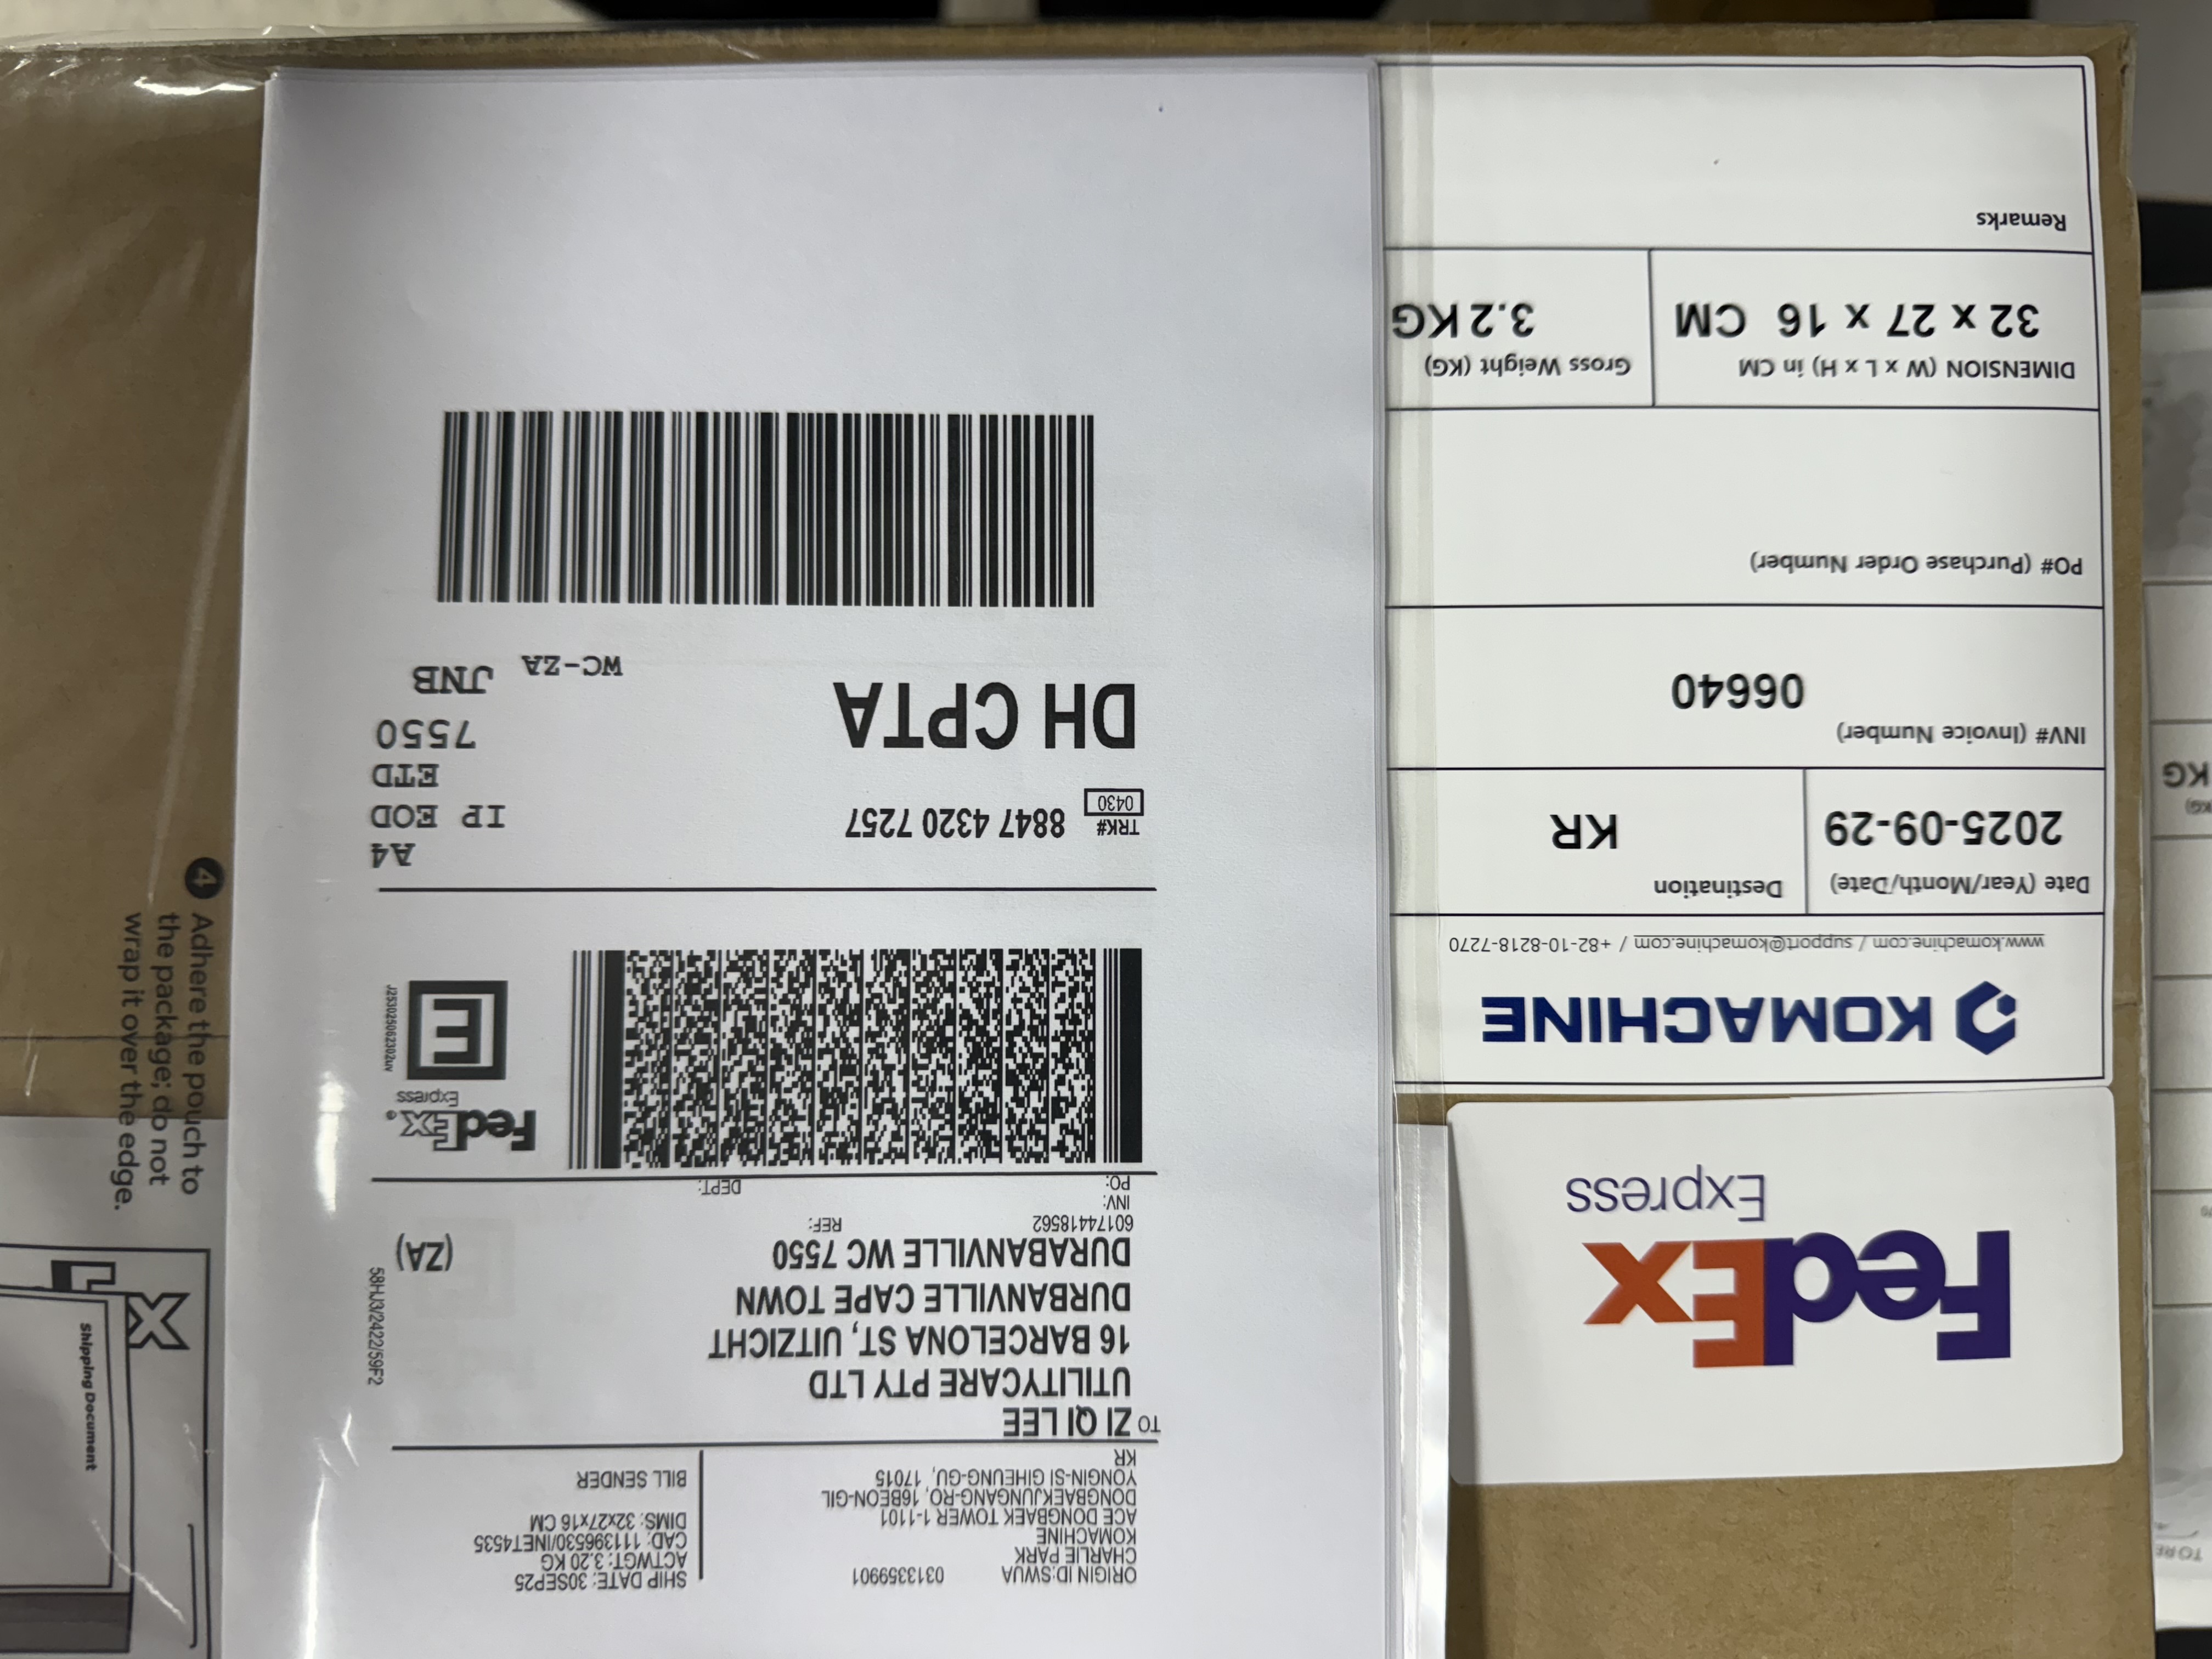 ORIGIN ID:SWUA 0313359901
CHARLIE PARK
KOMACHINE
ACE DONGBAEK TOWER 1-1101
DONGBAEKJUNGANG-RO, 16BEON-GIL
YONGIN-SI GIHEUNG-GU, 17015
KR
SHIP DATE: 30SEP25
ACTWGT: 3.20 KG
CAD: 111396530/INET4535
DIMS: 32x27x16 CM
BILL SENDER
TO ZI QI LEE
UTILITYCARE PTY LTD
16 BARCELONA ST, UITZICHT
DURBANVILLE CAPE TOWN
DURABANVILLE WC 7550
(ZA)
60174418562 REF:
INV:
PO: DEPT:
58HJ3/2422/59F2
FedEx
Express
E
J253025062302uv
TRK# 8847 4320 7257
0430
A4
IP EOD
ETD
7550
DH CPTA
WC-ZA JNB
FedEx
Express
KOMACHINE
www.komachine.com / support@komachine.com / +82-10-8218-7270
Date (Year/Month/Date)
2025-09-29
Destination
KR
INV# (Invoice Number)
06640
PO# (Purchase Order Number)
DIMENSION (W x L x H) in CM
32 x 27 x 16 CM
Gross Weight (KG)
3.2 KG
Remarks
4 Adhere the pouch to
the package; do not
wrap it over the edge.
Shipping Document
KG